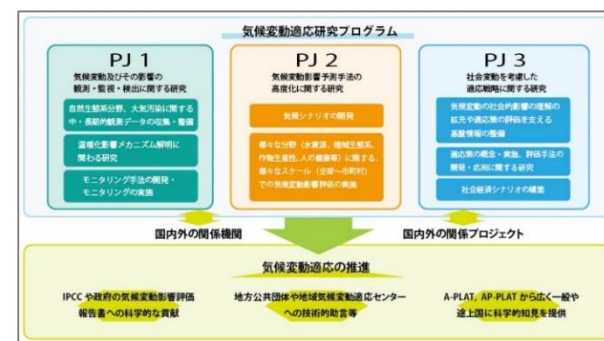 気候変動適応研究プログラム
PJ 1
気候変動及びその影響の
観測・監視・検出に関する研究
自然生態系分野、大気汚染に関する
中・長期的観測データの収集・整備
温暖化影響メカニズム解明に
関わる研究
モニタリング手法の開発・
モニタリングの実施
PJ 2
気候変動影響予測手法の
高度化に関する研究
気候シナリオの開発
様々な分野(水資源、陸域生態系、
作物生産性、人の健康等)に関する、
様々なスケール(全球〜市町村)
での気候変動影響評価の実施
PJ 3
社会変動を考慮した
適応戦略に関する研究
気候変動の社会的影響の理解の
拡充や適応策の評価を支える
基盤情報の整備
適応策の概念・実施、評価手法の
開発・応用に関する研究
社会経済シナリオの構築
国内外の関係機関
国内外の関係プロジェクト
気候変動適応の推進
IPCC や政府の気候変動影響評価
報告書への科学的な貢献
地方公共団体や地域気候変動適応センター
への技術的助言等
A-PLAT, AP-PLAT から広く一般や
途上国に科学的知見を提供